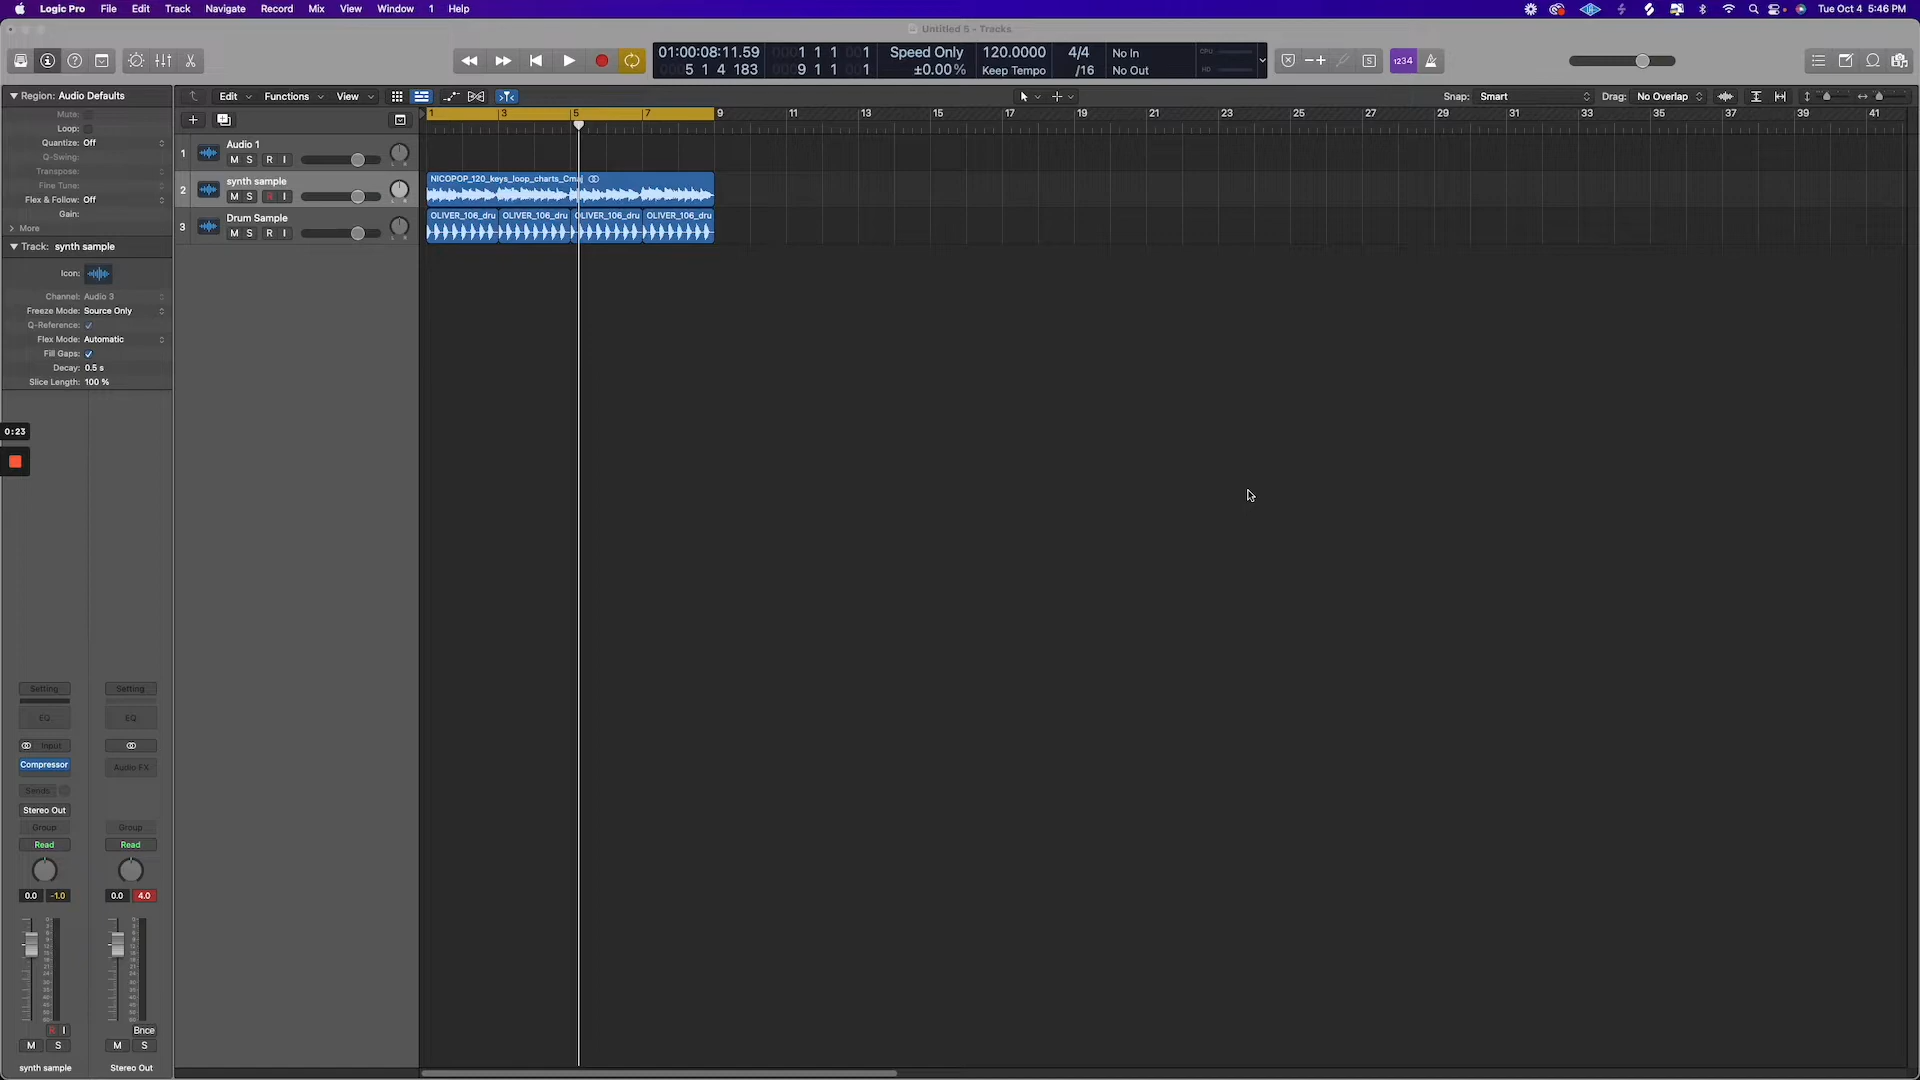 Logic Pro File Edit Track Navigate Record Mix View Window 1 Help Tue Oct 4 5:46 PM
Untitled 5 - Tracks
01:00:08:11.59 1 1 1 001 Speed Only 120.0000 4/4 No In CPU
5 1 4 183 9 1 1 1 ±0.00% Keep Tempo /16 No Out HD
S 1234
Region: Audio Defaults Edit Functions View Snap: Smart Drag: No Overlap
Mute:
Loop:
Quantize: Off
Q-Swing:
Transpose:
Fine Tune:
Flex & Follow: Off
Gain:
More
Track: synth sample
Icon:
Channel: Audio 3
Freeze Mode: Source Only
Q-Reference:
Flex Mode: Automatic
Fill Gaps:
Decay: 0.5 s
Slice Length: 100 %
1 3 5 7 9 11 13 15 17 19 21 23 25 27 29 31 33 35 37 39 41
1 Audio 1
M S R I
2 synth sample
M S R I
NICOPOP_120_keys_loop_charts_Cmaj
3 Drum Sample
M S R I
OLIVER_106_dru OLIVER_106_dru OLIVER_106_dru OLIVER_106_dru
0:23
Setting Setting
EQ EQ
Input
Compressor Audio FX
Sends
Stereo Out
Group Group
Read Read
0.0 -1.0 0.0 4.0
R I Bnce
M S M S
synth sample Stereo Out